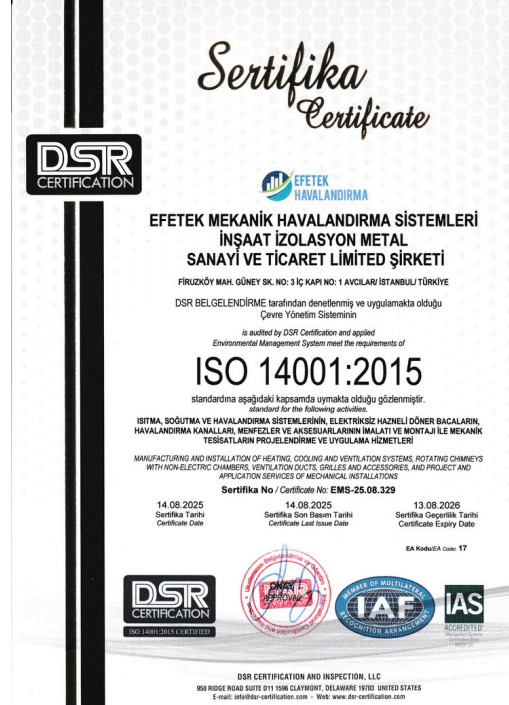 Sertifika
Certificate
DSR
CERTIFICATION
EFETEK
HAVALANDIRMA
EFETEK MEKANİK HAVALANDIRMA SİSTEMLERİ
İNŞAAT İZOLASYON METAL
SANAYİ VE TİCARET LİMİTED ŞİRKETİ
FİRUZKÖY MAH. GÜNEY SK. NO: 3 İÇ KAPI NO: 1 AVCILAR/ İSTANBUL/ TÜRKİYE
DSR BELGELENDİRME tarafından denetlenmiş ve uygulamakta olduğu
Çevre Yönetim Sisteminin
is audited by DSR Certification and applied
Environmental Management System meet the requirements of
ISO 14001:2015
standardına aşağıdaki kapsamda uymakta olduğu gözlenmiştir.
standard for the following activities.
ISITMA, SOĞUTMA VE HAVALANDIRMA SİSTEMLERİNİN, ELEKTRİKSİZ HAZNELİ DÖNER BACALARIN,
HAVALANDIRMA KANALLARI, MENFEZLER VE AKSESUARLARININ İMALATI VE MONTAJI İLE MEKANİK
TESİSATLARIN PROJELENDİRME VE UYGULAMA HİZMETLERİ
MANUFACTURING AND INSTALLATION OF HEATING, COOLING AND VENTILATION SYSTEMS, ROTATING CHIMNEYS
WITH NON-ELECTRIC CHAMBERS, VENTILATION DUCTS, GRILLES AND ACCESSORIES, AND PROJECT AND
APPLICATION SERVICES OF MECHANICAL INSTALLATIONS
Sertifika No / Certificate No: EMS-25.08.329
14.08.2025 14.08.2025 13.08.2026
Sertifika Tarihi Sertifika Son Basım Tarihi Sertifika Geçerlilik Tarihi
Certificate Date Certificate Last Issue Date Certificate Expiry Date
EA Kodu/EA Code: 17
DSR
CERTIFICATION
ISO 14001:2015 CERTIFIED
ONAY
APPROVAL
MEMBER OF MULTILATERAL
IAF
RECOGNITION ARRANGEMENT
IAS
ACCREDITED
DSR CERTIFICATION AND INSPECTION, LLC
950 RIDGE ROAD SUITE D11 1596 CLAYMONT, DELAWARE 19703 UNITED STATES
E-mail: info@dsr-certification.com - Web: www.dsr-certification.com